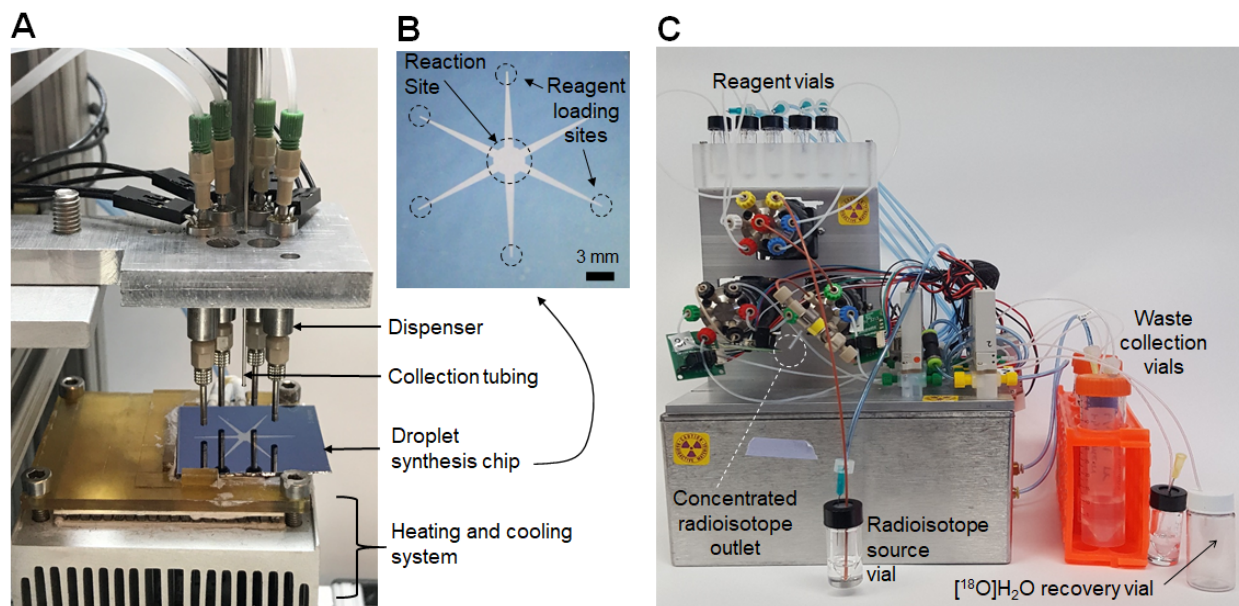 A
B
C
Reaction
Site
Reagent
loading
sites
3 mm
Dispenser
Collection tubing
Droplet
synthesis chip
Heating and cooling
system
Reagent vials
Waste
collection
vials
Concentrated
radioisotope
outlet
Radioisotope
source
vial
[¹⁸O]H₂O recovery vial
CAUTION